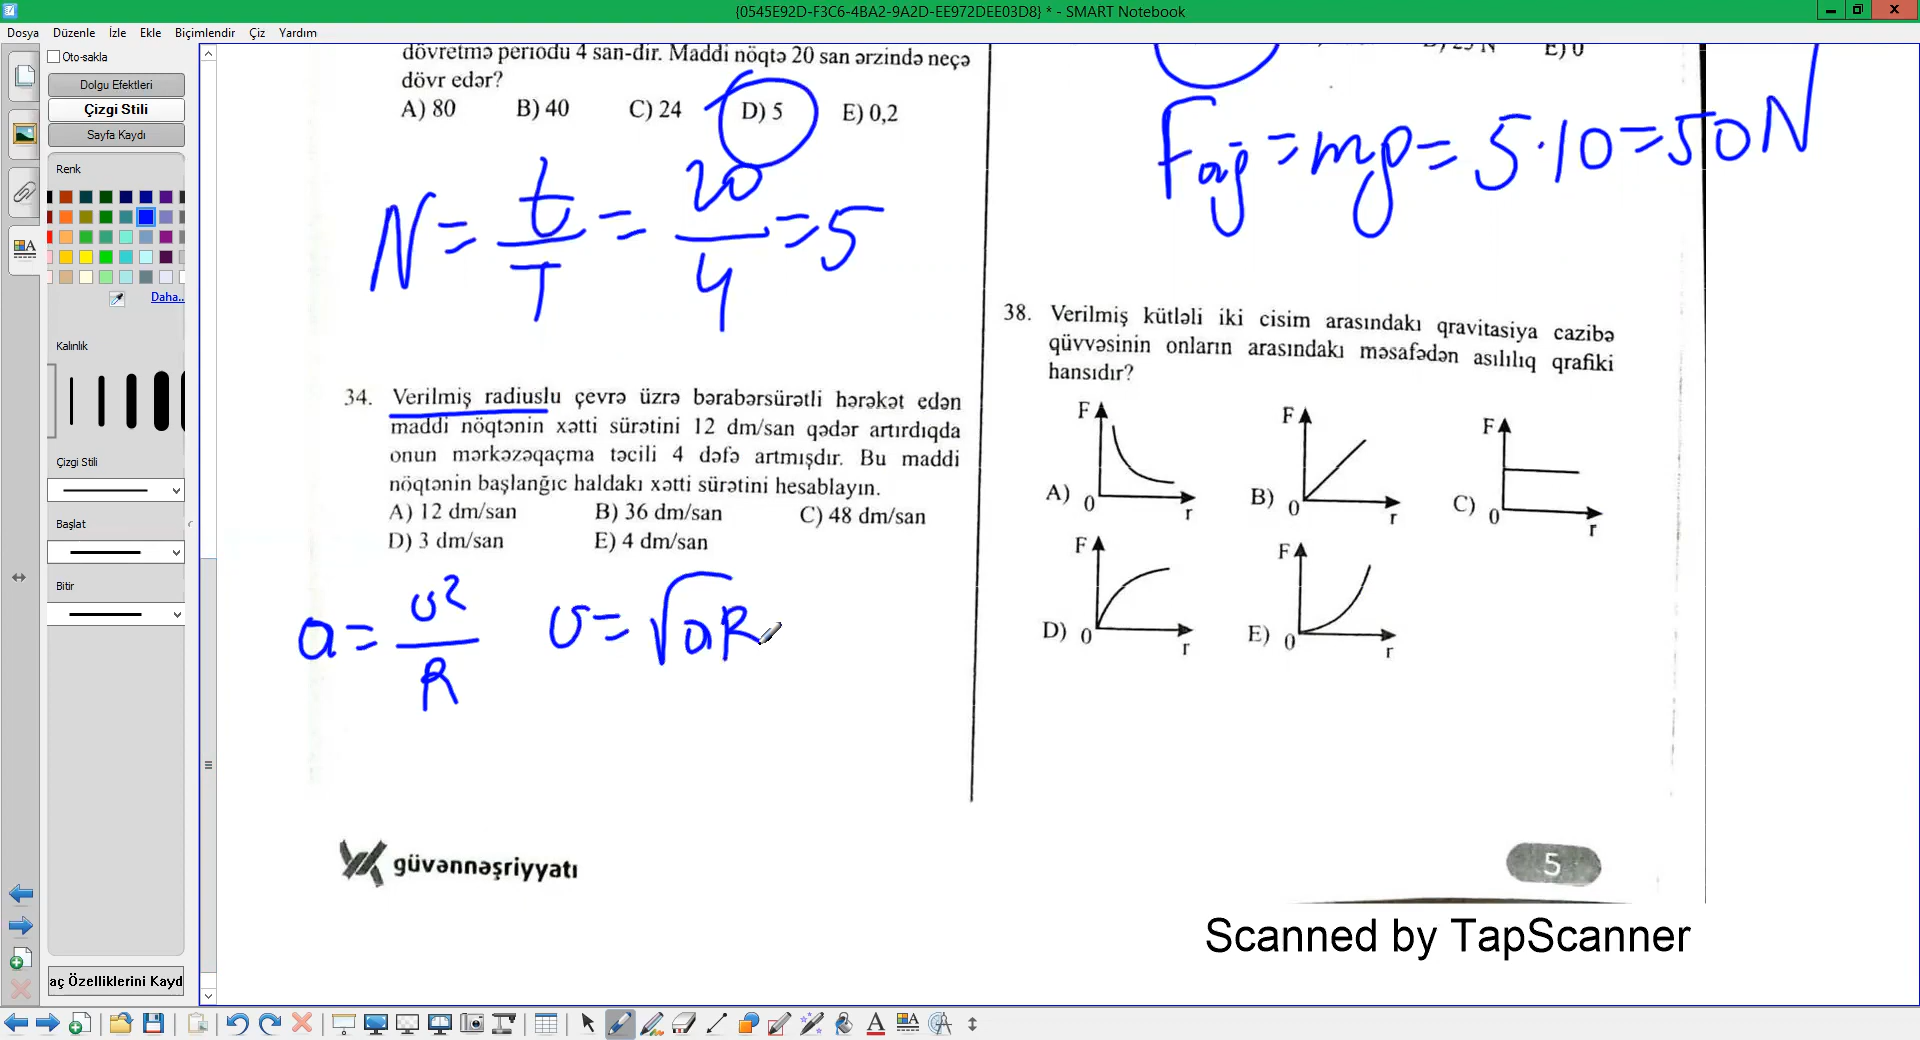 {0545E92D-F3C6-4BA2-9A2D-EE972DEE03D8} * - SMART Notebook
Dosya Düzenle İzle Ekle Biçimlendir Çiz Yardım
Oto-sakla
Dolgu Efektleri
Çizgi Stili
Sayfa Kaydı
Renk
Daha..
Kalınlık
Çizgi Stili
Başlat
Bitir
aç Özelliklerini Kayd
dövretmə periodu 4 san-dir. Maddi nöqtə 20 san ərzində neçə
dövr edər?
A) 80 B) 40 C) 24 D) 5 E) 0,2
N = t/T = 20/4 = 5
34. Verilmiş radiuslu çevrə üzrə bərabərsürətli hərəkət edən
maddi nöqtənin xətti sürətini 12 dm/san qədər artırdıqda
onun mərkəzəqaçma təcili 4 dəfə artmışdır. Bu maddi
nöqtənin başlanğıc haldakı xətti sürətini hesablayın.
A) 12 dm/san B) 36 dm/san C) 48 dm/san
D) 3 dm/san E) 4 dm/san
a = υ²/R υ = √aR
güvənnəşriyyatı
E) 0
Fağ = mg = 5·10 = 50N
38. Verilmiş kütləli iki cisim arasındakı qravitasiya cazibə
qüvvəsinin onların arasındakı məsafədən asılılıq qrafiki
hansıdır?
F F F
A) 0 r B) 0 r C) 0 r
F F
D) 0 r E) 0 r
5
Scanned by TapScanner